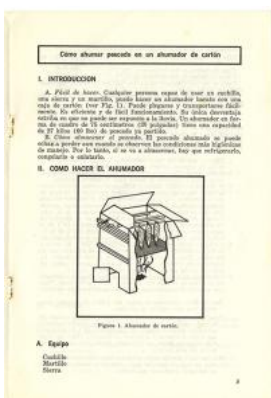 Cómo ahumar pescado en un ahumador de cartón
I. INTRODUCCION
A. Fácil de hacer. Cualquier persona capaz de usar un cuchillo,
una sierra y un martillo, puede hacer un ahumador barato con una
caja de cartón (ver Fig. 1). Puede plegarse y transportarse fácil-
mente. Es eficiente y de fácil funcionamiento. Su única desventaja
estriba en que no puede ser expuesto a la lluvia. Un ahumador en for-
ma de cuadro de 75 centímetros (30 pulgadas) tiene una capacidad
de 27 kilos (60 lbs) de pescado ya partido.
B. Cómo almacenar el pescado. El pescado ahumado se puede
echar a perder aun cuando se observen las condiciones más higiénicas
de manejo. Por lo tanto, si se va a almacenar, hay que refrigerarlo,
congelarlo o enlatarlo.
II. COMO HACER EL AHUMADOR
Figura 1. Ahumador de cartón.
A. Equipo
Cuchillo
Martillo
Sierra